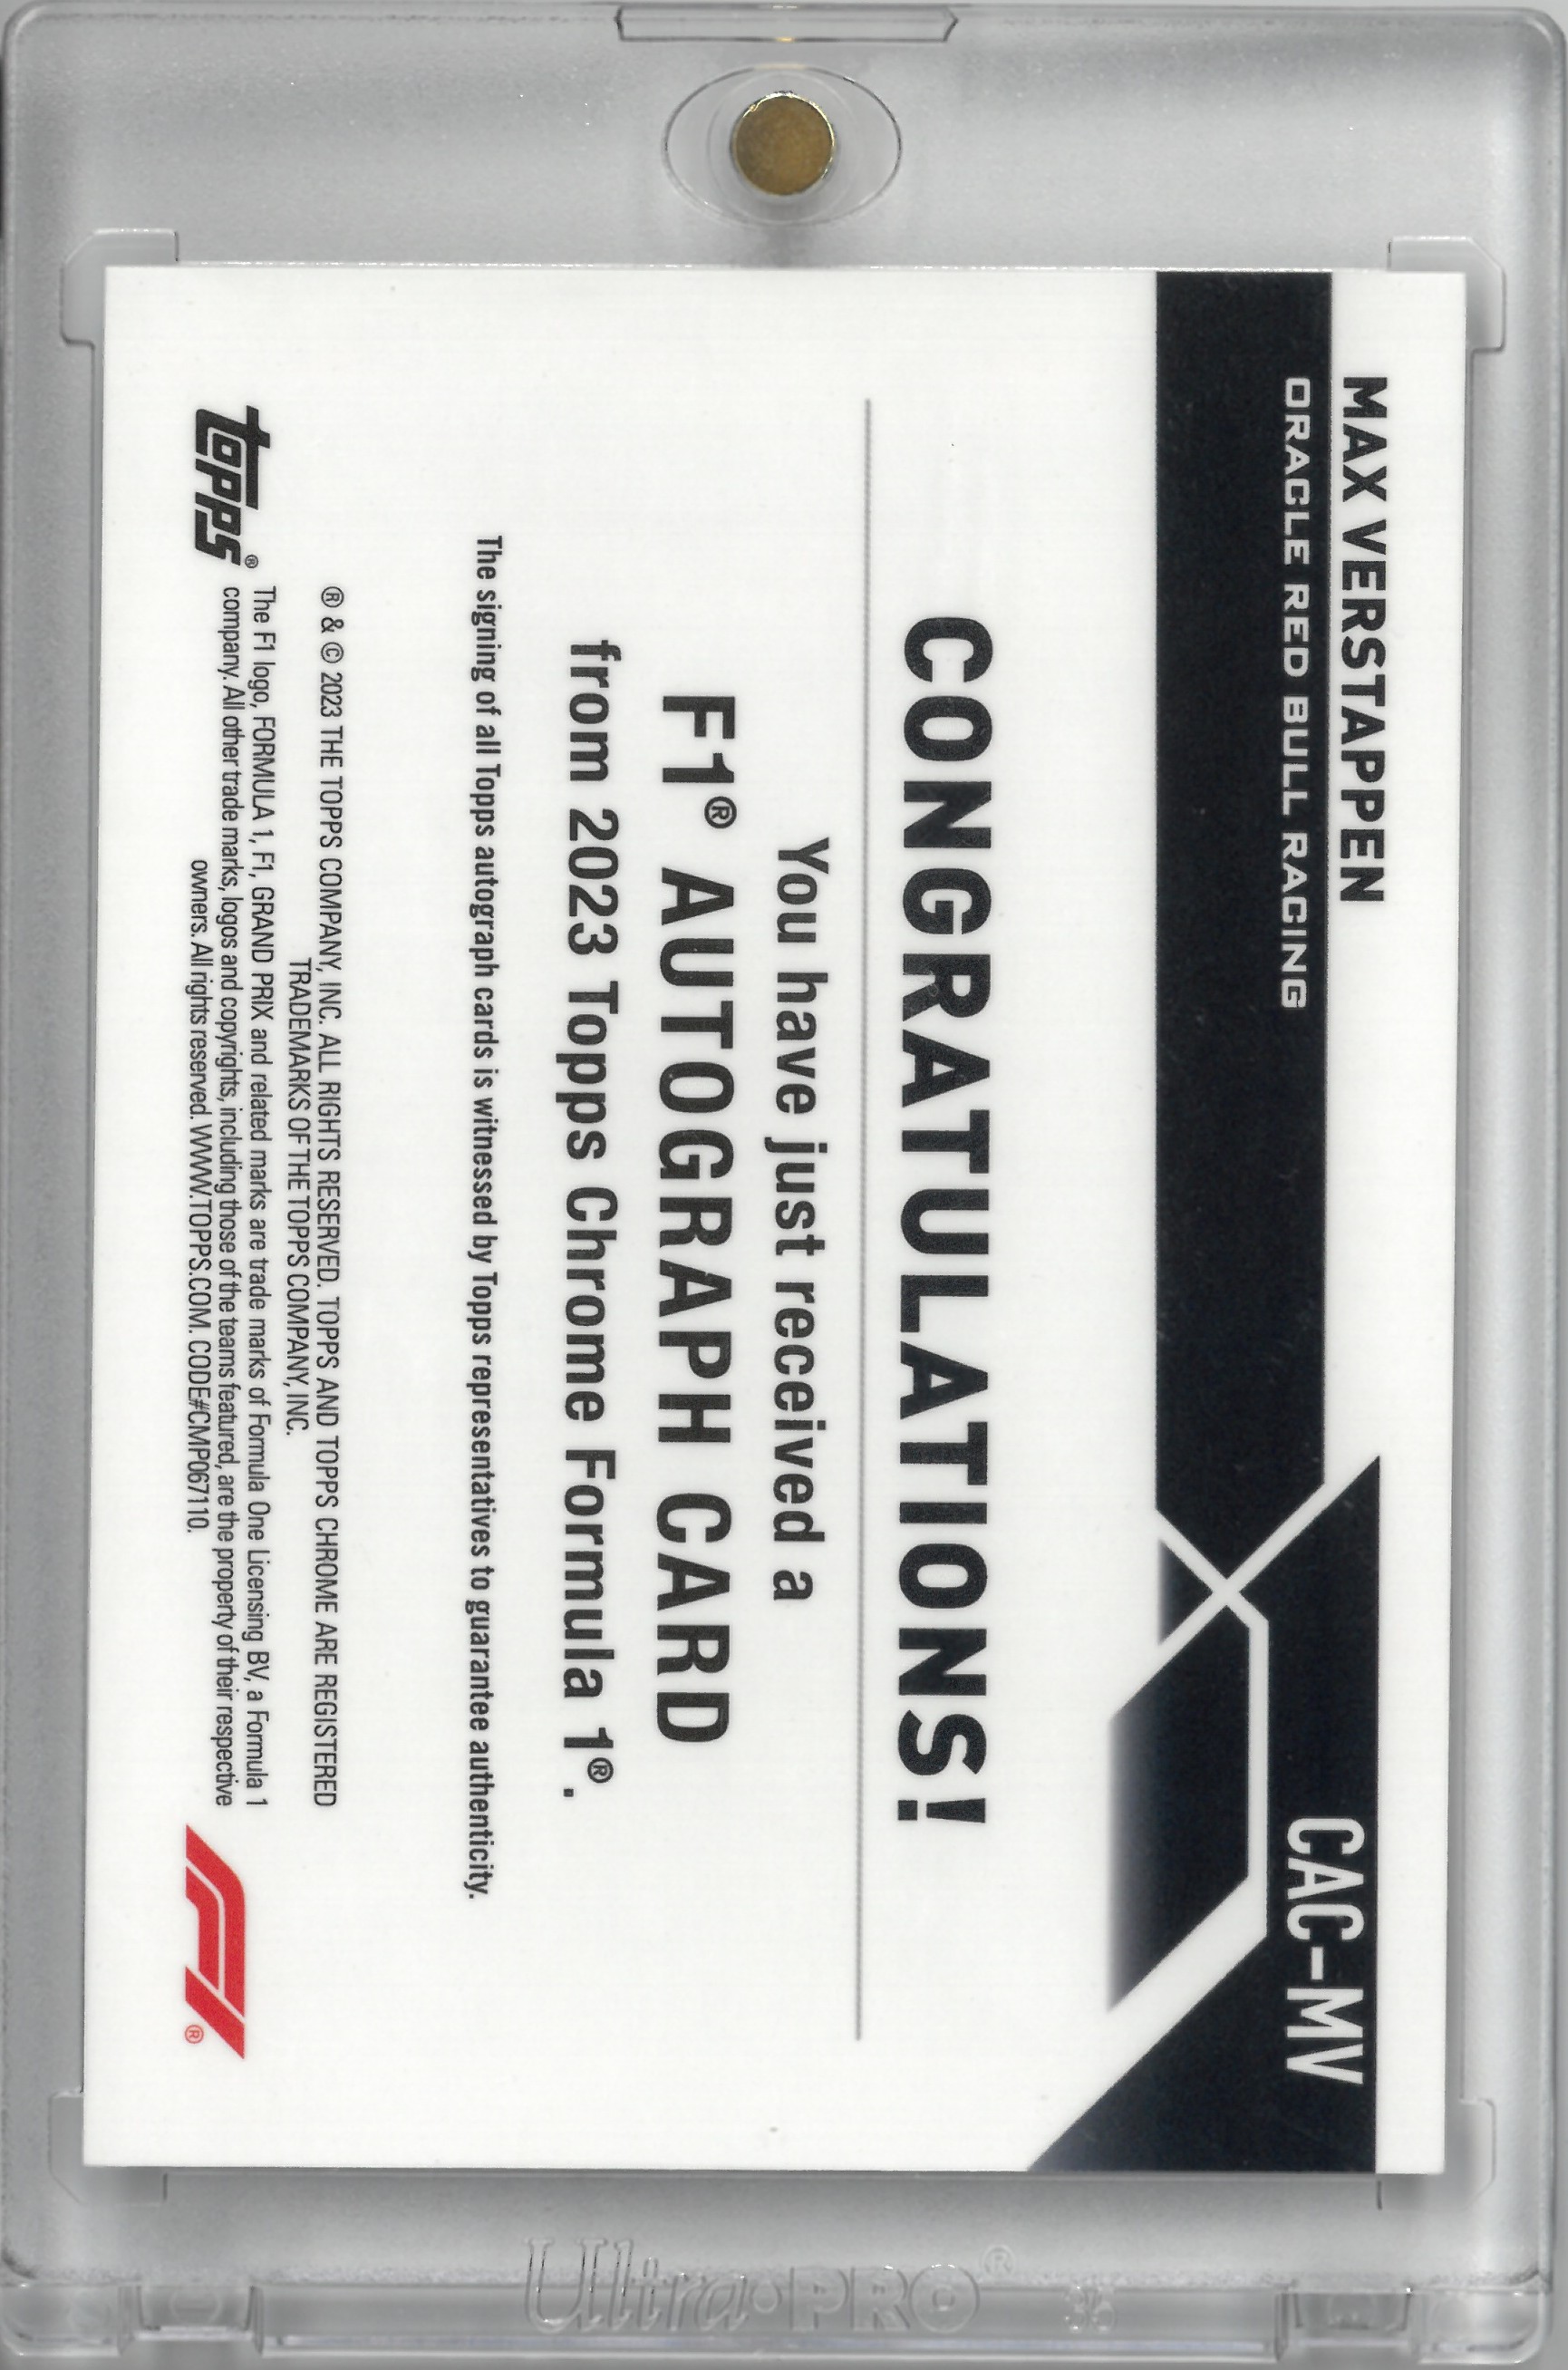 MAX VERSTAPPEN
ORACLE RED BULL RACING
CAC-MV
CONGRATULATIONS!
You have just received a
F1® AUTOGRAPH CARD
from 2023 Topps Chrome Formula 1®.
The signing of all Topps autograph cards is witnessed by Topps representatives to guarantee authenticity.
® & © 2023 THE TOPPS COMPANY, INC. ALL RIGHTS RESERVED. TOPPS AND TOPPS CHROME ARE REGISTERED
TRADEMARKS OF THE TOPPS COMPANY, INC.
The F1 logo, FORMULA 1, F1, GRAND PRIX and related marks are trade marks of Formula One Licensing BV, a Formula 1
company. All other trade marks, logos and copyrights, including those of the teams featured, are the property of their respective
owners. All rights reserved. WWW.TOPPS.COM. CODE#CMP067110.
topps®
F1®
Ultra·PRO®